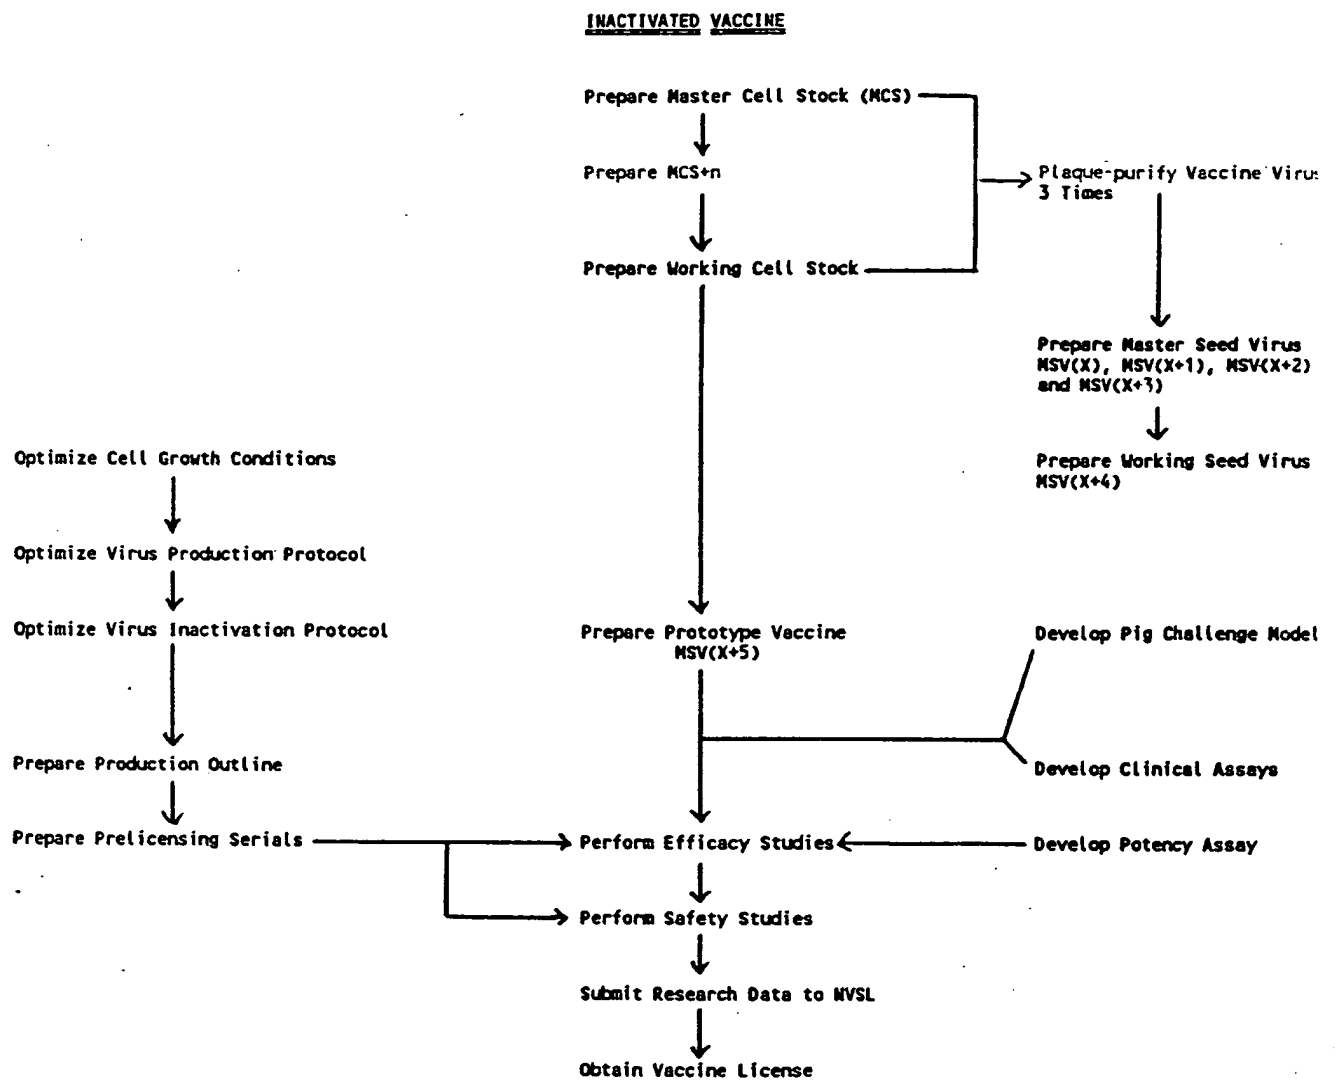 INACTIVATED VACCINE
Prepare Master Cell Stock (MCS)
Prepare MCS+n
Plaque-purify Vaccine Virus
3 Times
Prepare Working Cell Stock
Prepare Master Seed Virus
MSV(X), MSV(X+1), MSV(X+2)
and MSV(X+3)
Optimize Cell Growth Conditions
Prepare Working Seed Virus
MSV(X+4)
Optimize Virus Production Protocol
Optimize Virus Inactivation Protocol
Prepare Prototype Vaccine
MSV(X+5)
Develop Pig Challenge Model
Prepare Production Outline
Develop Clinical Assays
Prepare Prelicensing Serials
Perform Efficacy Studies
Develop Potency Assay
Perform Safety Studies
Submit Research Data to NVSL
Obtain Vaccine License